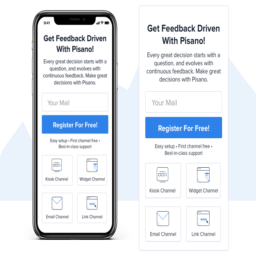 9:41
Get Feedback Driven
With Pisano!
Every great decision starts with a
question, and evolves with
continuous feedback. Make great
decisions with Pisano.
Your Mail
Register For Free!
Easy setup • First channel free •
Best-in-class support!
Kiosk Channel
Widget Channel
Email Channel
Link Channel
Get Feedback Driven
With Pisano!
Every great decision starts with a
question, and evolves with
continuous feedback. Make great
decisions with Pisano.
Your Mail
Register For Free!
Easy setup • First channel free •
Best-in-class support!
Kiosk Channel
Widget Channel
Email Channel
Link Channel